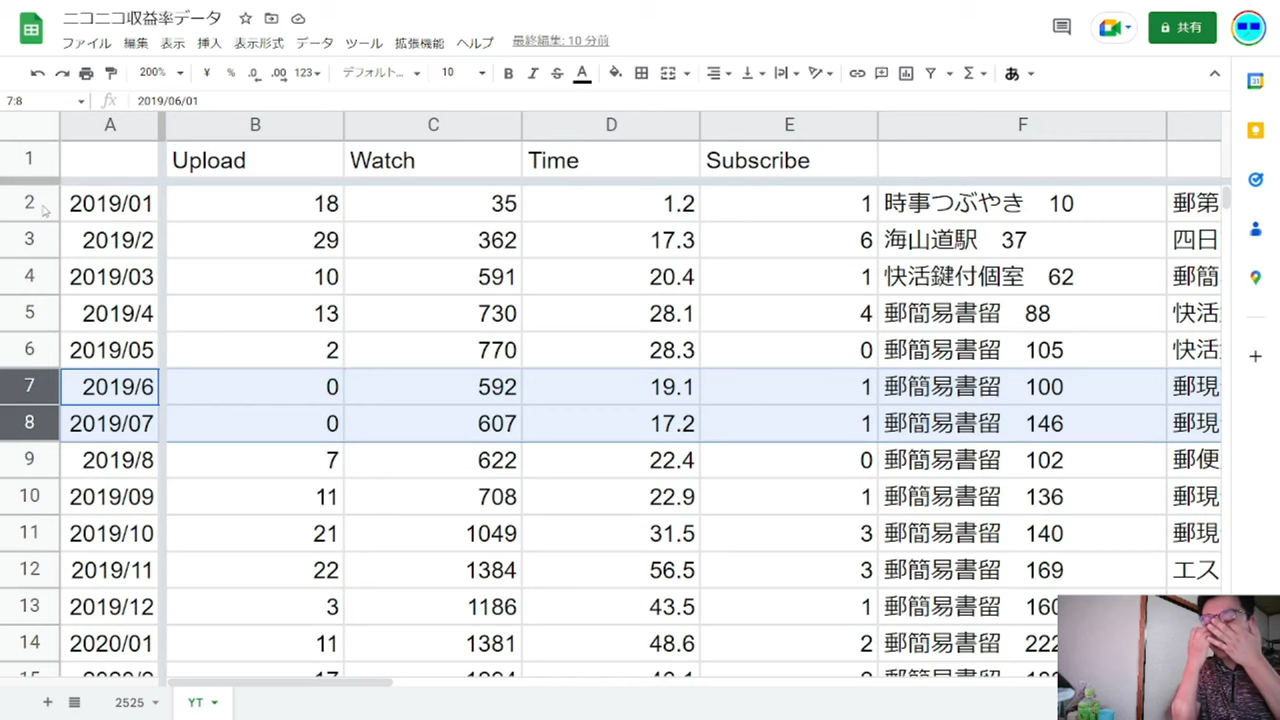 ニコニコ収益率データ
ファイル 編集 表示 挿入 表示形式 データ ツール 拡張機能 ヘルプ 最終編集: 10 分前
共有
200% ¥ % .0 .00 123 デフォルト... 10 B I S A あ
7:8 fx 2019/06/01
A B C D E F
1 Upload Watch Time Subscribe
2 2019/01 18 35 1.2 1 時事つぶやき 10 郵第
3 2019/2 29 362 17.3 6 海山道駅 37 四日
4 2019/03 10 591 20.4 1 快活鍵付個室 62 郵簡
5 2019/4 13 730 28.1 4 郵簡易書留 88 快活
6 2019/05 2 770 28.3 0 郵簡易書留 105 快活
7 2019/6 0 592 19.1 1 郵簡易書留 100 郵現
8 2019/07 0 607 17.2 1 郵簡易書留 146 郵現
9 2019/8 7 622 22.4 0 郵簡易書留 102 郵便
10 2019/09 11 708 22.9 1 郵簡易書留 136 郵現
11 2019/10 21 1049 31.5 3 郵簡易書留 140 郵現
12 2019/11 22 1384 56.5 3 郵簡易書留 169 エス
13 2019/12 3 1186 43.5 1 郵簡易書留 160
14 2020/01 11 1381 48.6 2 郵簡易書留 222
2525 YT